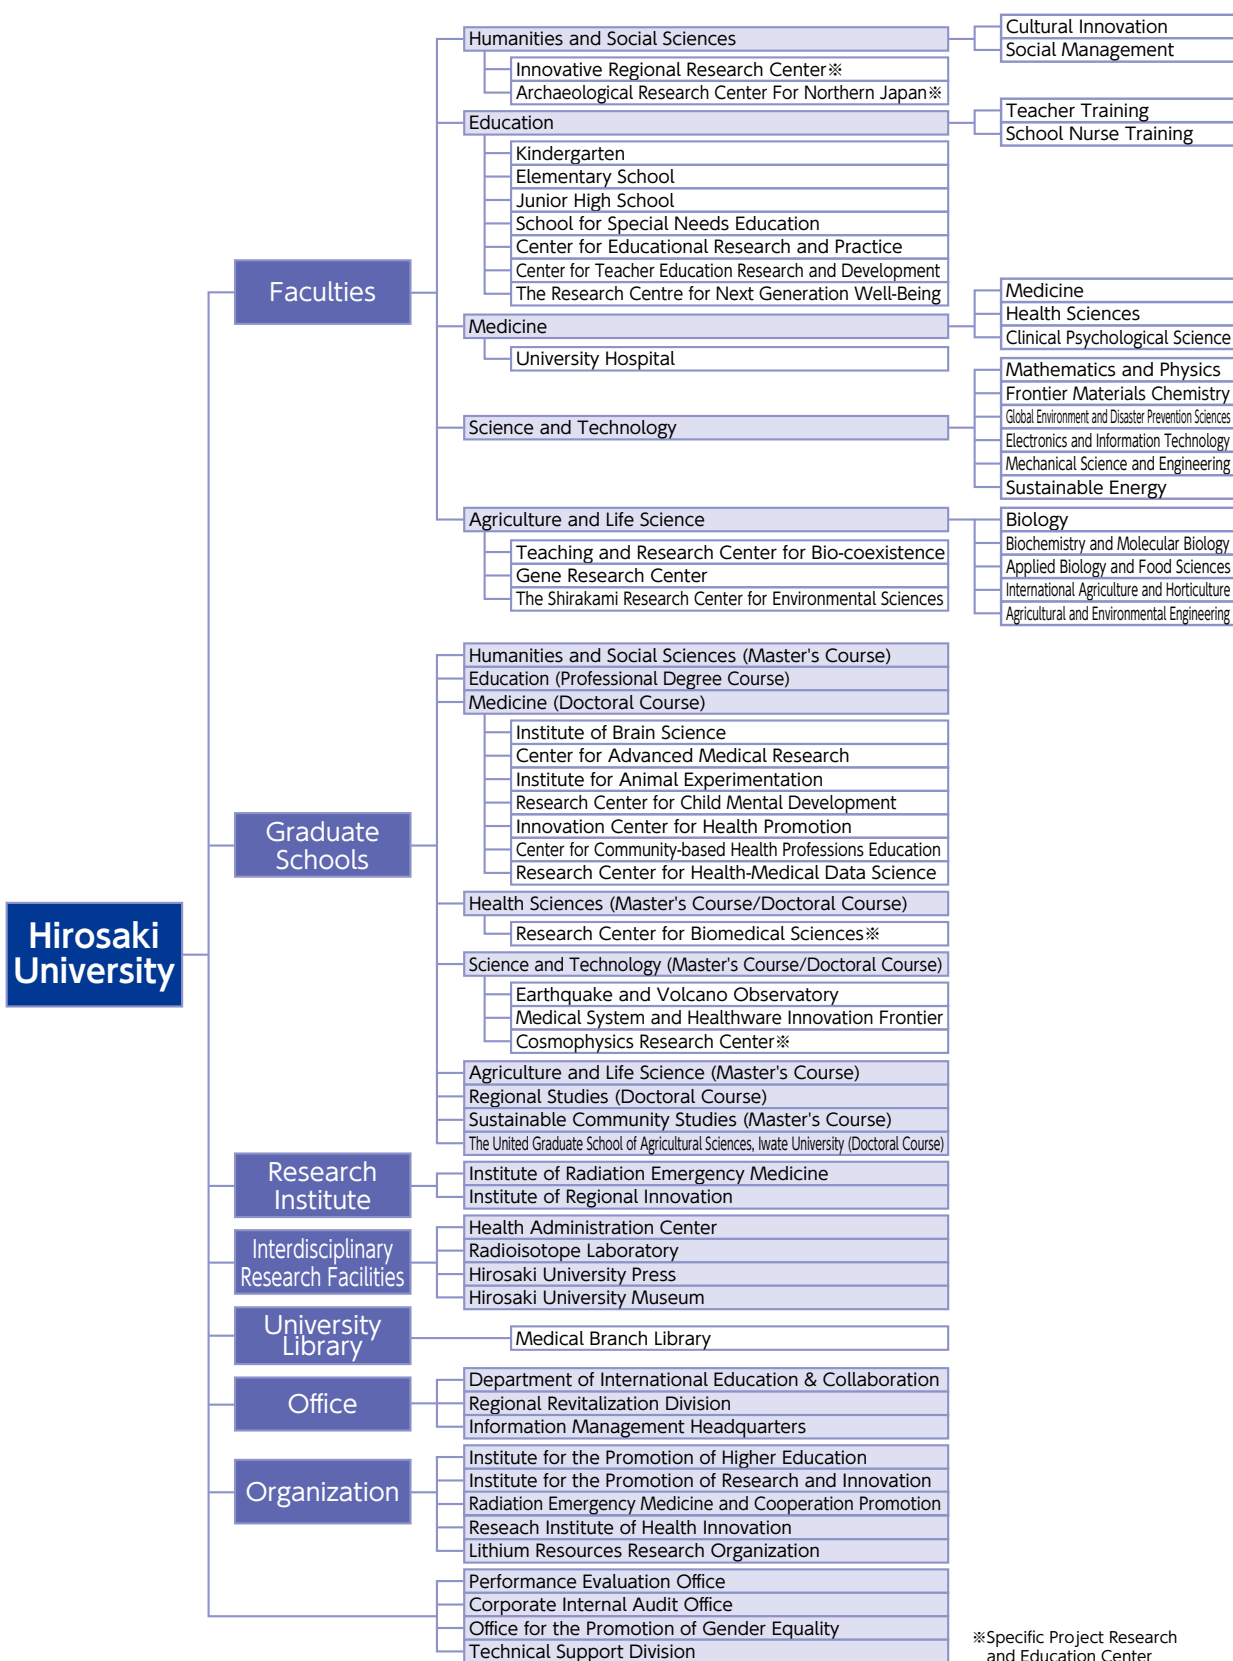 Hirosaki
University
Faculties
Humanities and Social Sciences
Cultural Innovation
Social Management
Innovative Regional Research Center※
Archaeological Research Center For Northern Japan※
Education
Teacher Training
School Nurse Training
Kindergarten
Elementary School
Junior High School
School for Special Needs Education
Center for Educational Research and Practice
Center for Teacher Education Research and Development
The Research Centre for Next Generation Well-Being
Medicine
Medicine
Health Sciences
Clinical Psychological Science
University Hospital
Science and Technology
Mathematics and Physics
Frontier Materials Chemistry
Global Environment and Disaster Prevention Sciences
Electronics and Information Technology
Mechanical Science and Engineering
Sustainable Energy
Agriculture and Life Science
Biology
Biochemistry and Molecular Biology
Applied Biology and Food Sciences
International Agriculture and Horticulture
Agricultural and Environmental Engineering
Teaching and Research Center for Bio-coexistence
Gene Research Center
The Shirakami Research Center for Environmental Sciences
Graduate
Schools
Humanities and Social Sciences (Master's Course)
Education (Professional Degree Course)
Medicine (Doctoral Course)
Institute of Brain Science
Center for Advanced Medical Research
Institute for Animal Experimentation
Research Center for Child Mental Development
Innovation Center for Health Promotion
Center for Community-based Health Professions Education
Research Center for Health-Medical Data Science
Health Sciences (Master's Course/Doctoral Course)
Research Center for Biomedical Sciences※
Science and Technology (Master's Course/Doctoral Course)
Earthquake and Volcano Observatory
Medical System and Healthware Innovation Frontier
Cosmophysics Research Center※
Agriculture and Life Science (Master's Course)
Regional Studies (Doctoral Course)
Sustainable Community Studies (Master's Course)
The United Graduate School of Agricultural Sciences, Iwate University (Doctoral Course)
Research
Institute
Institute of Radiation Emergency Medicine
Institute of Regional Innovation
Interdisciplinary
Research Facilities
Health Administration Center
Radioisotope Laboratory
Hirosaki University Press
Hirosaki University Museum
University
Library
Medical Branch Library
Office
Department of International Education & Collaboration
Regional Revitalization Division
Information Management Headquarters
Organization
Institute for the Promotion of Higher Education
Institute for the Promotion of Research and Innovation
Radiation Emergency Medicine and Cooperation Promotion
Reseach Institute of Health Innovation
Lithium Resources Research Organization
Performance Evaluation Office
Corporate Internal Audit Office
Office for the Promotion of Gender Equality
Technical Support Division
※Specific Project Research
and Education Center